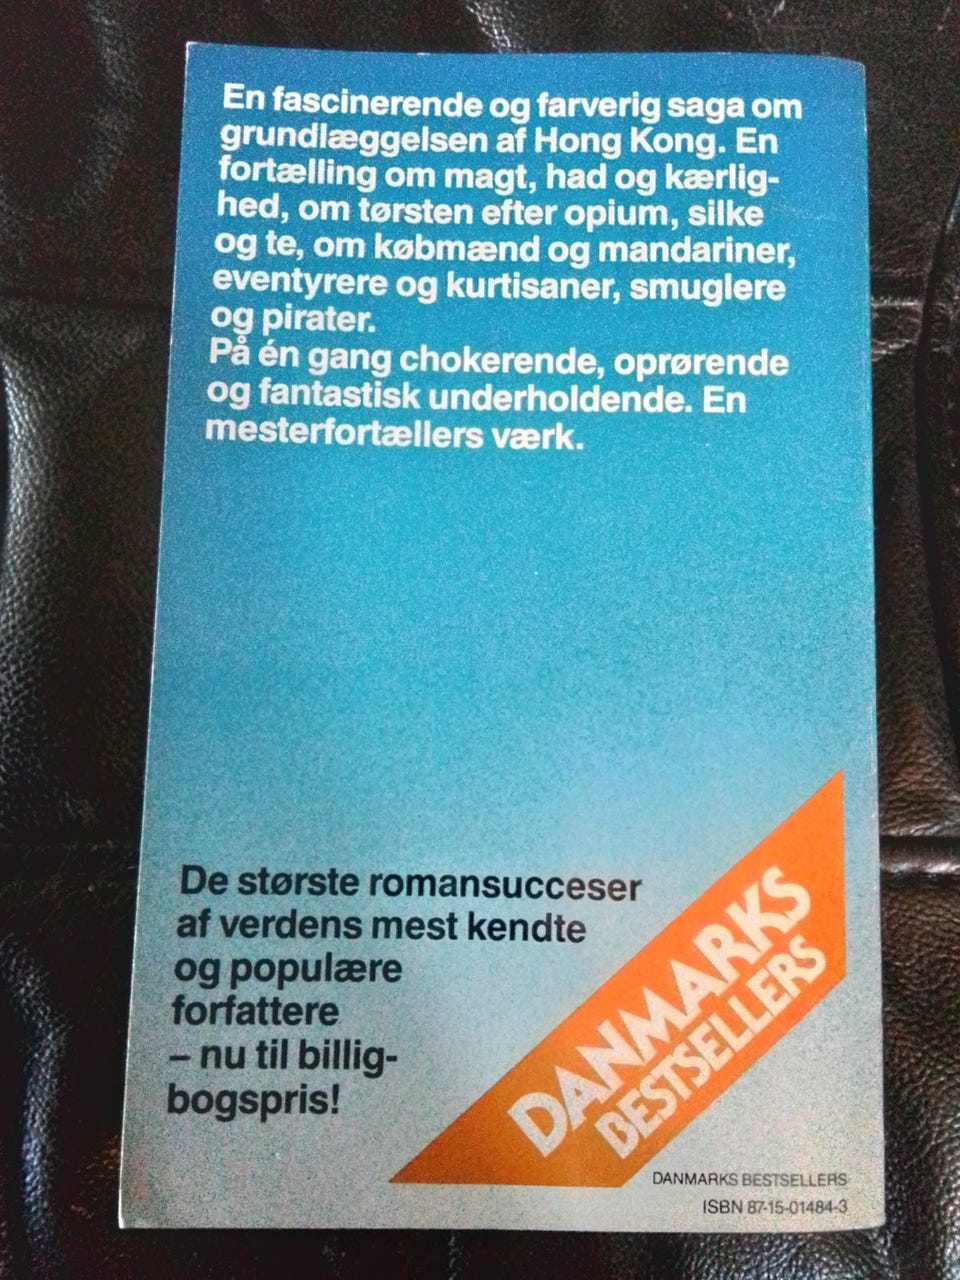 En fascinerende og farverig saga om
grundlæggelsen af Hong Kong. En
fortælling om magt, had og kærlig-
hed, om tørsten efter opium, silke
og te, om købmænd og mandariner,
eventyrere og kurtisaner, smuglere
og pirater.
På én gang chokerende, oprørende
og fantastisk underholdende. En
mesterfortællers værk.
De største romansucceser
af verdens mest kendte
og populære
forfattere
– nu til billig-
bogspris!
DANMARKS
BESTSELLERS
DANMARKS BESTSELLERS
ISBN 87-15-01484-3